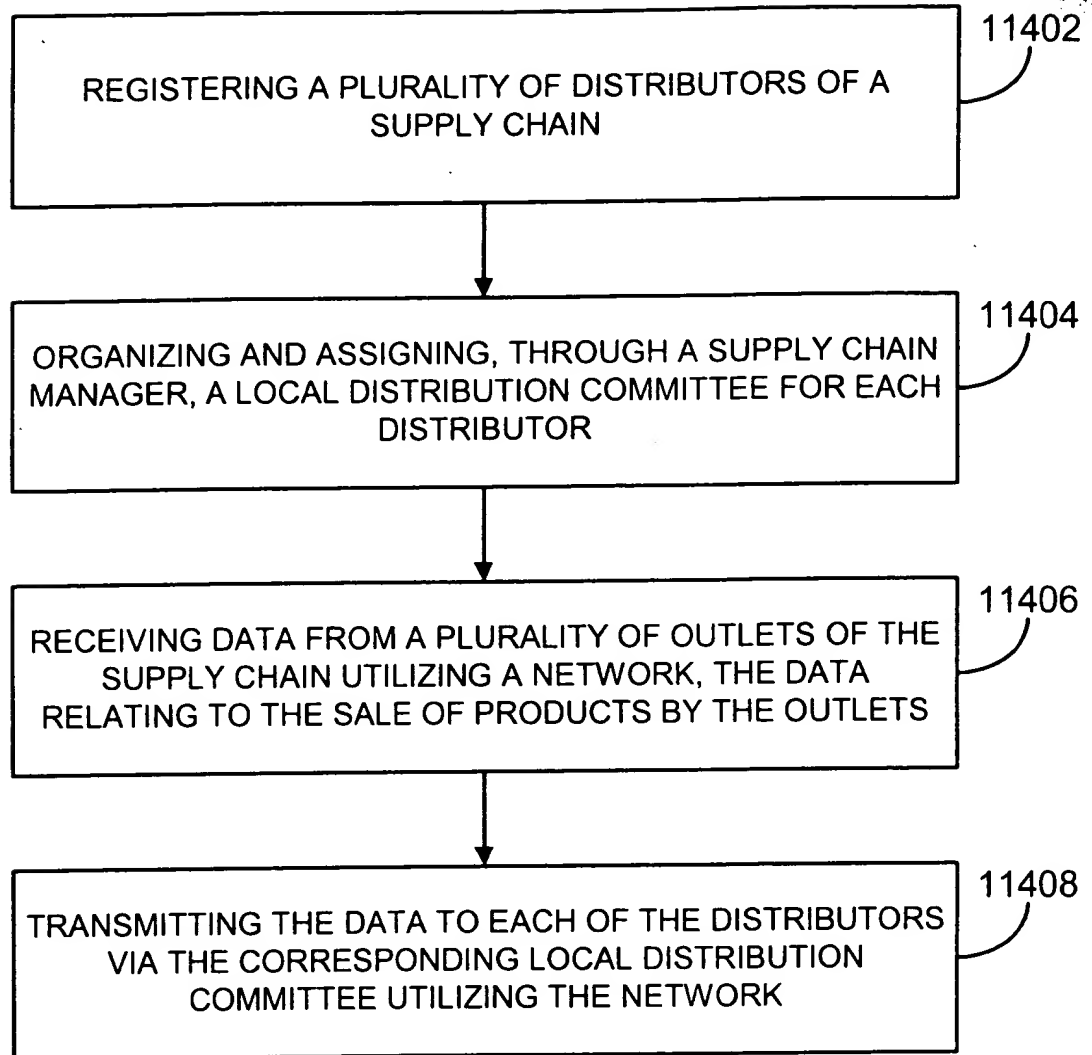 11402
REGISTERING A PLURALITY OF DISTRIBUTORS OF A
SUPPLY CHAIN
11404
ORGANIZING AND ASSIGNING, THROUGH A SUPPLY CHAIN
MANAGER, A LOCAL DISTRIBUTION COMMITTEE FOR EACH
DISTRIBUTOR
11406
RECEIVING DATA FROM A PLURALITY OF OUTLETS OF THE
SUPPLY CHAIN UTILIZING A NETWORK, THE DATA
RELATING TO THE SALE OF PRODUCTS BY THE OUTLETS
11408
TRANSMITTING THE DATA TO EACH OF THE DISTRIBUTORS
VIA THE CORRESPONDING LOCAL DISTRIBUTION
COMMITTEE UTILIZING THE NETWORK